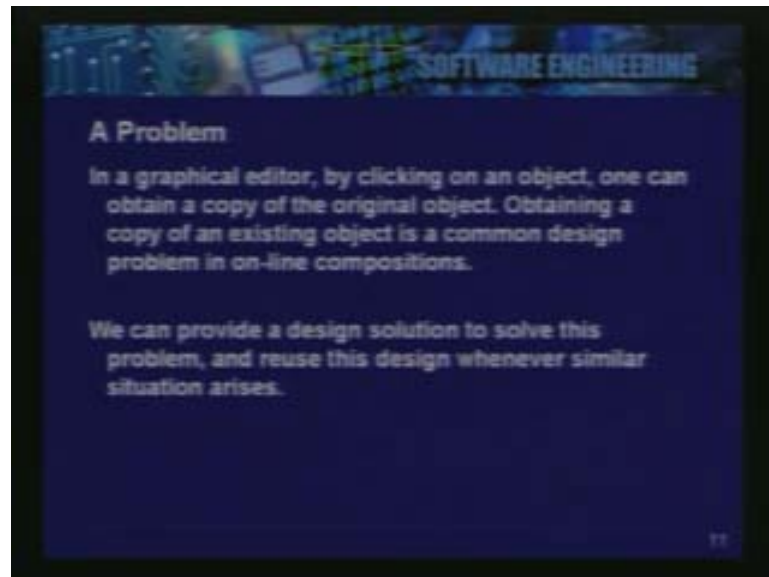 SOFTWARE ENGINEERING
A Problem
In a graphical editor, by clicking on an object, one can
obtain a copy of the original object. Obtaining a
copy of an existing object is a common design
problem in on-line compositions.
We can provide a design solution to solve this
problem, and reuse this design whenever similar
situation arises.